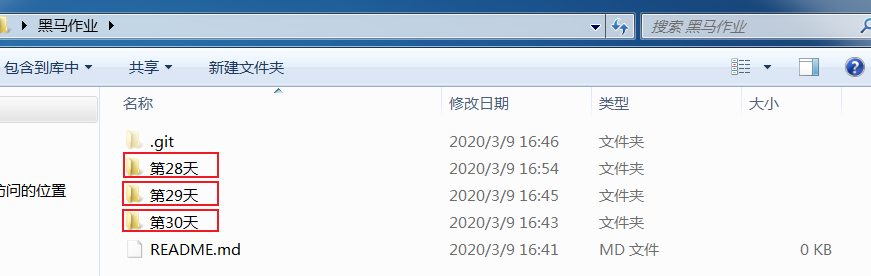 黑马作业
搜索 黑马作业
包含到库中 共享 新建文件夹
名称 修改日期 类型 大小
.git 2020/3/9 16:46 文件夹
第28天 2020/3/9 16:54 文件夹
第29天 2020/3/9 16:45 文件夹
第30天 2020/3/9 16:43 文件夹
README.md 2020/3/9 16:41 MD 文件 0 KB
问的位置